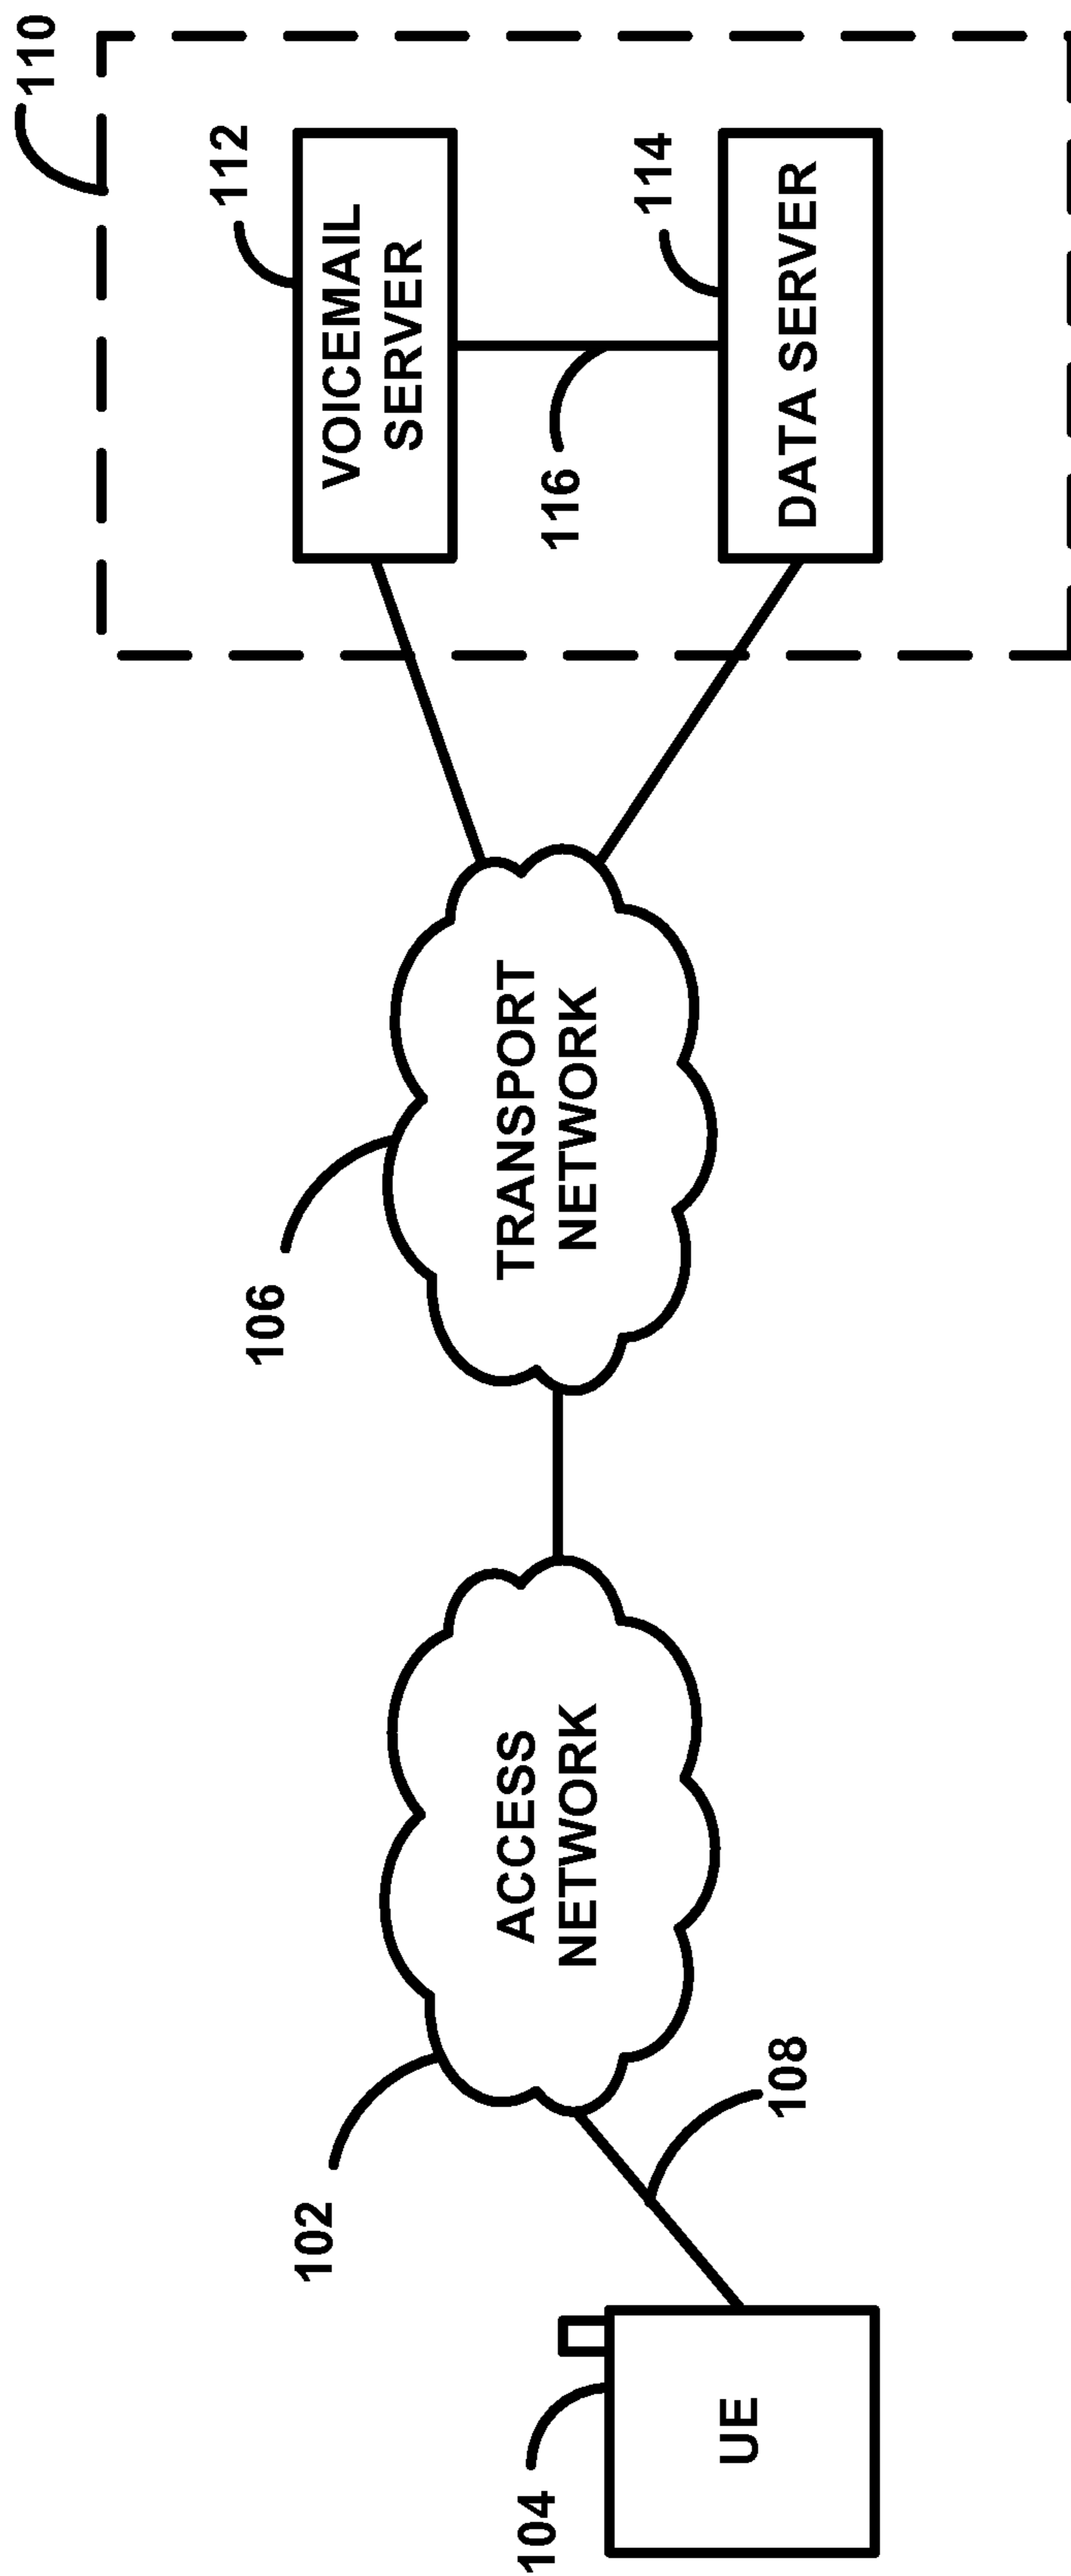 110
112
VOICEMAIL
SERVER
116
114
DATA SERVER
106
TRANSPORT
NETWORK
102
ACCESS
NETWORK
108
104
UE